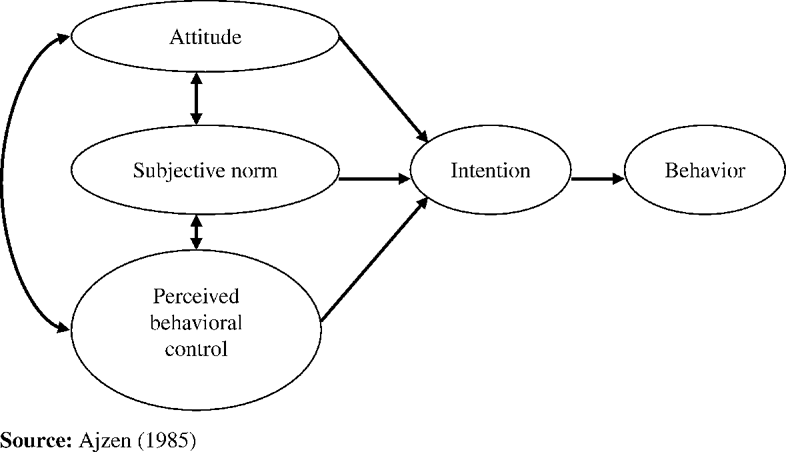 Attitude
Subjective norm
Intention
Behavior
Perceived
behavioral
control
Source: Ajzen (1985)